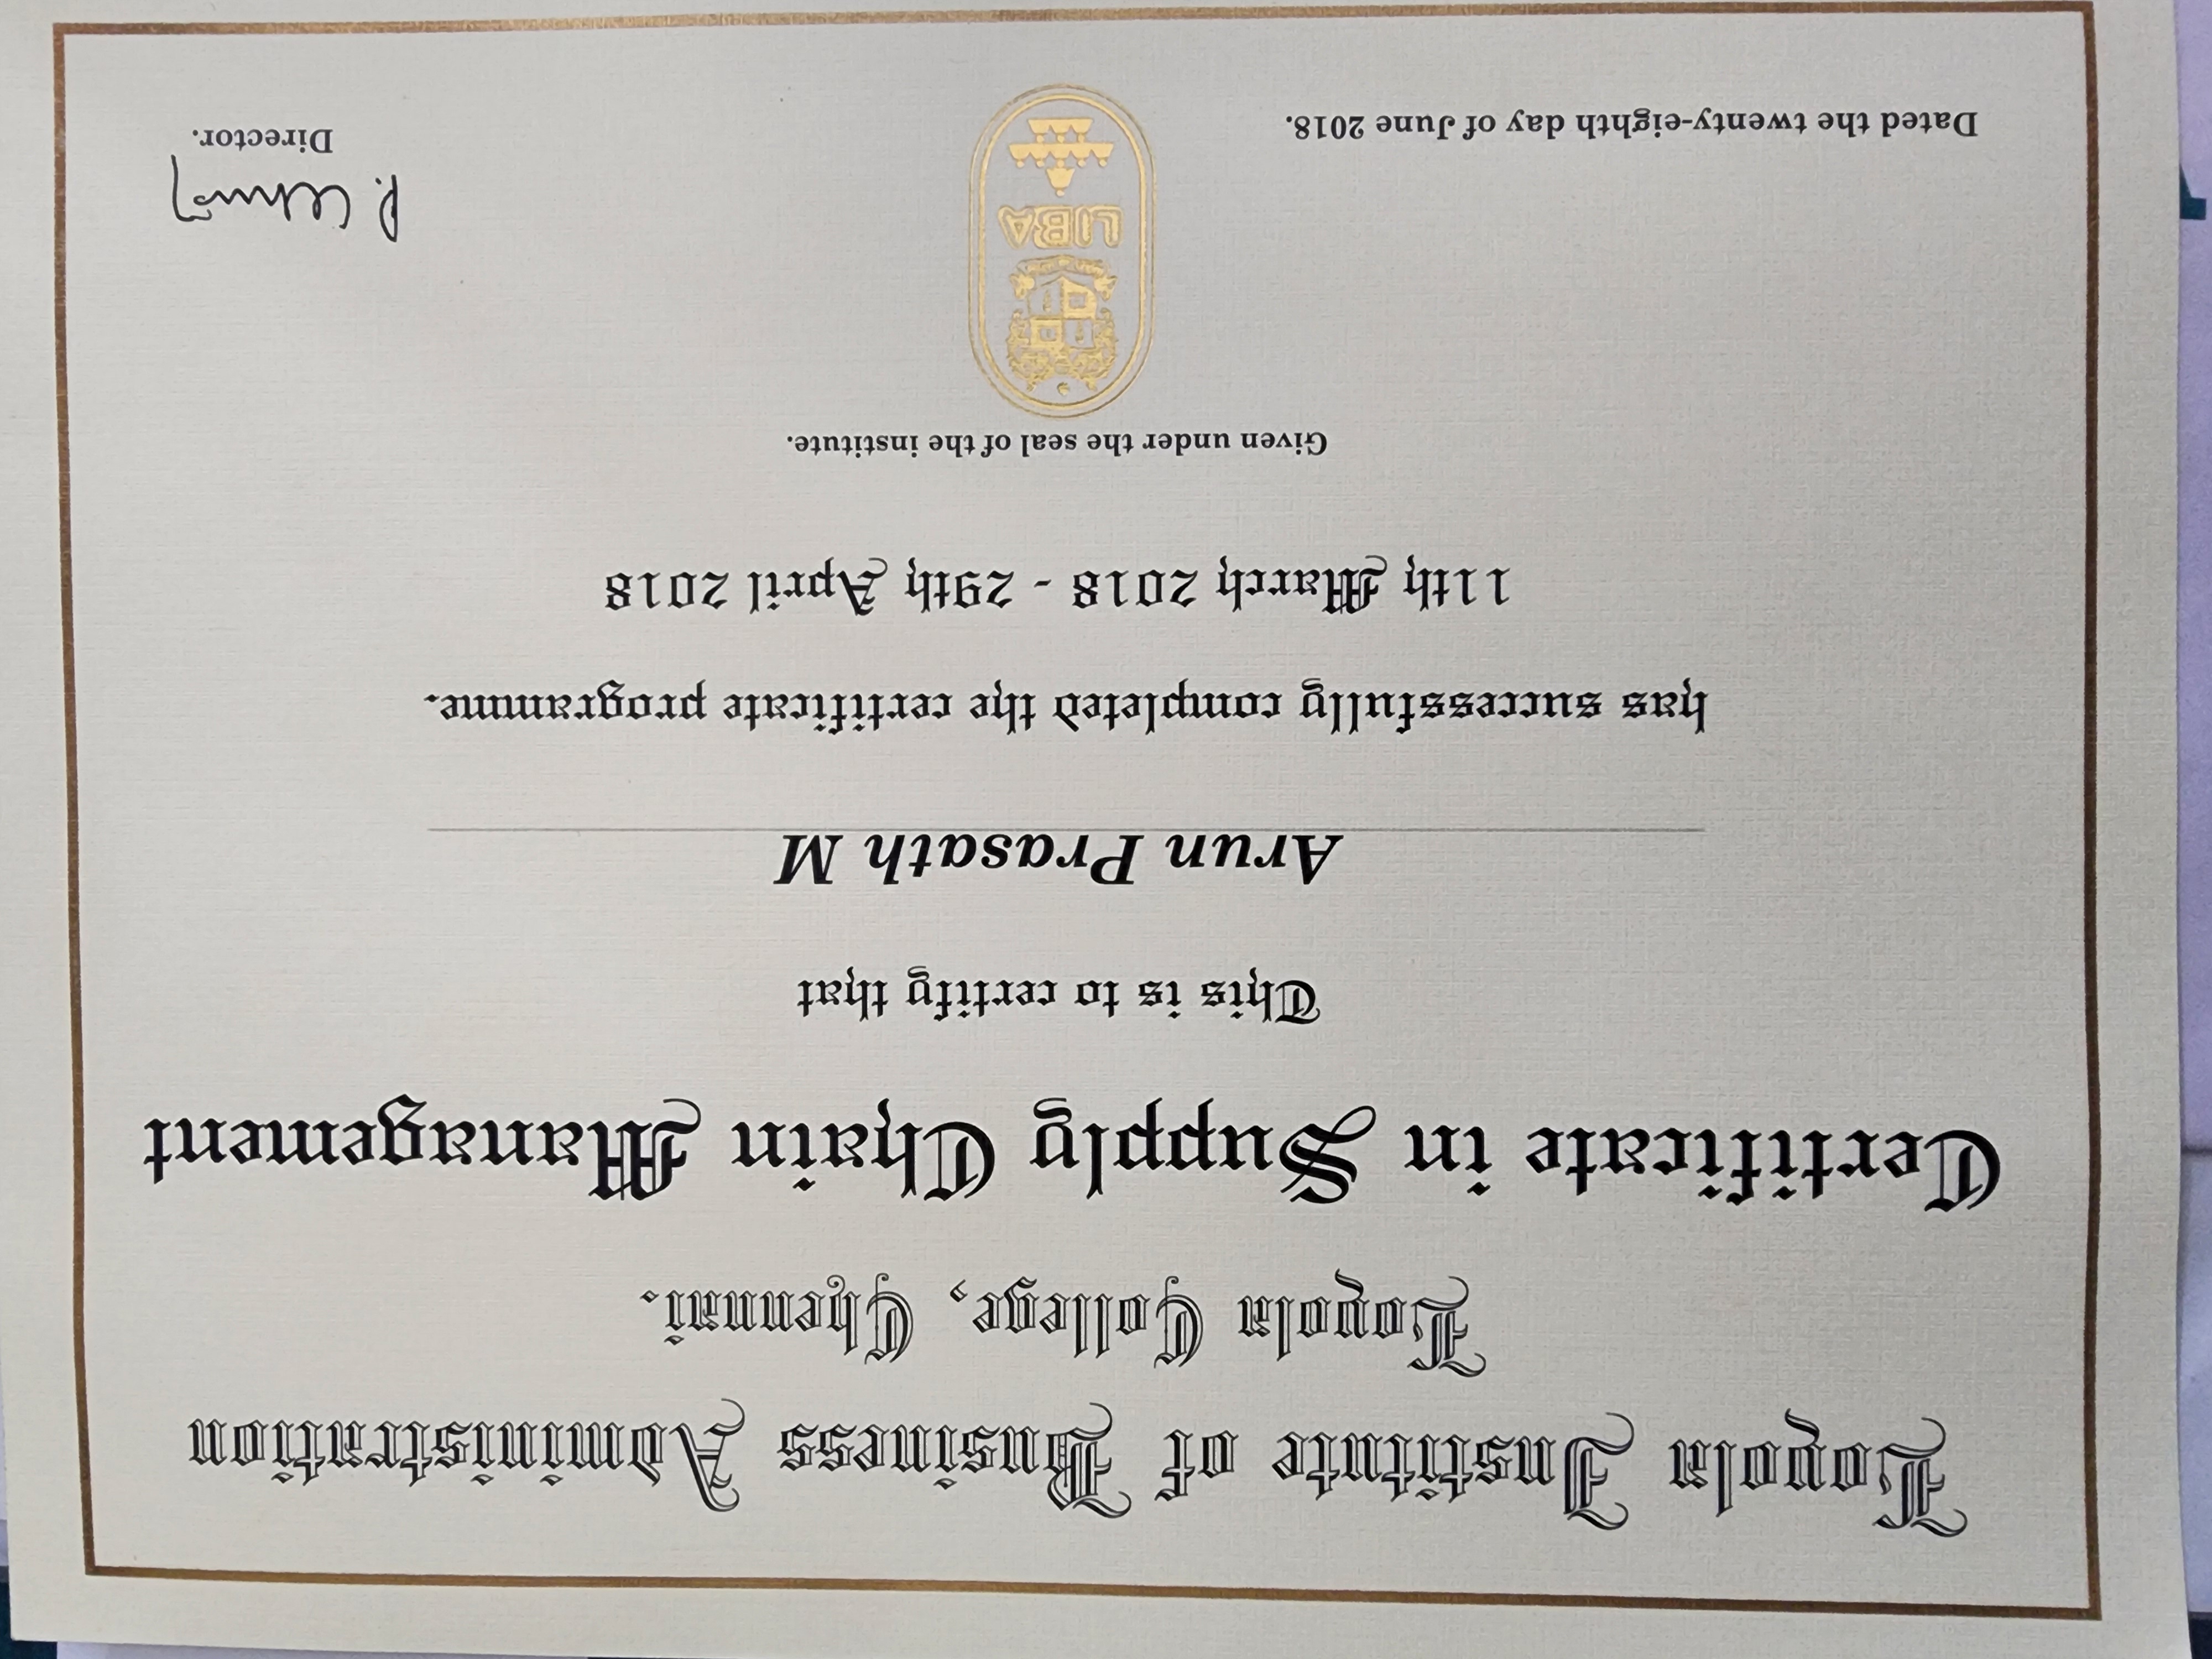 Loyola Institute of Business Administration
Loyola College, Chennai.
Certificate in Supply Chain Management
This is to certify that
Arun Prasath M
has successfully completed the certificate programme.
11th March 2018 - 29th April 2018
Given under the seal of the institute.
LIBA
P.
Director.
Dated the twenty-eighth day of June 2018.